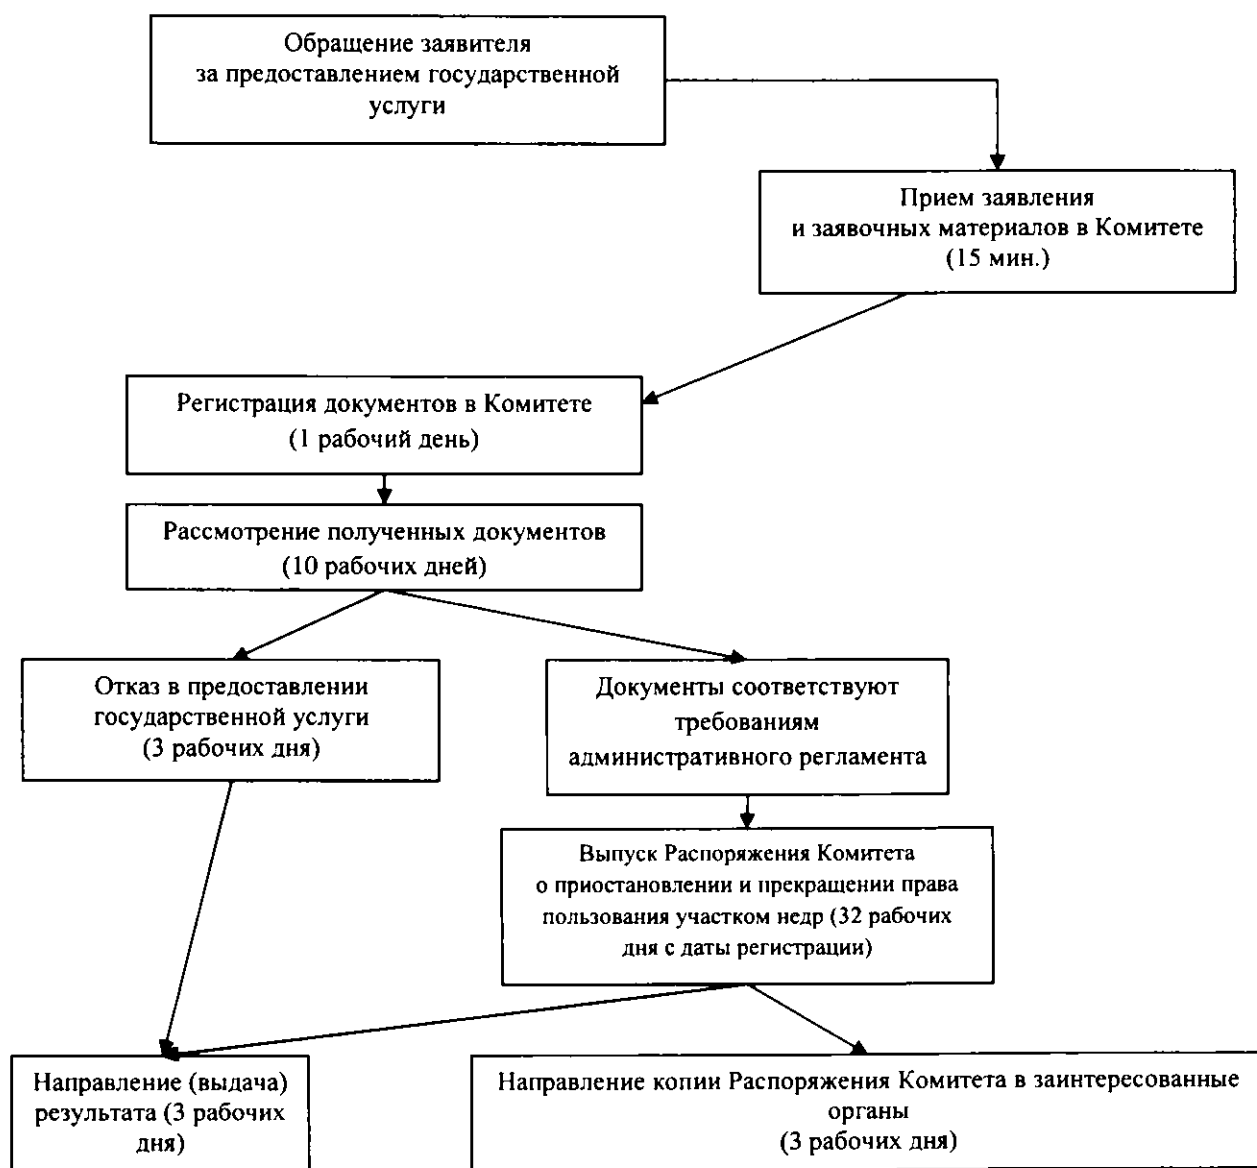 Обращение заявителя
за предоставлением государственной
услуги
Прием заявления
и заявочных материалов в Комитете
(15 мин.)
Регистрация документов в Комитете
(1 рабочий день)
Рассмотрение полученных документов
(10 рабочих дней)
Отказ в предоставлении
государственной услуги
(3 рабочих дня)
Документы соответствуют
требованиям
административного регламента
Выпуск Распоряжения Комитета
о приостановлении и прекращении права
пользования участком недр (32 рабочих
дня с даты регистрации)
Направление (выдача)
результата (3 рабочих
дня)
Направление копии Распоряжения Комитета в заинтересованные
органы
(3 рабочих дня)